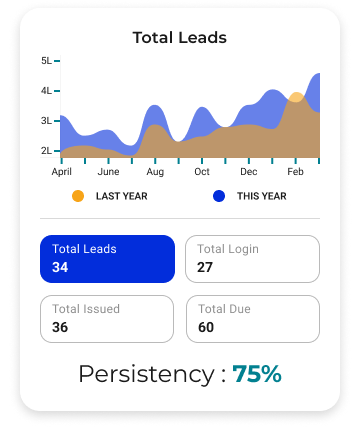 Total Leads
5L
4L
3L
2L
April June Aug Oct Dec Feb
LAST YEAR THIS YEAR
Total Leads Total Login
34 27
Total Issued Total Due
36 60
Persistency : 75%